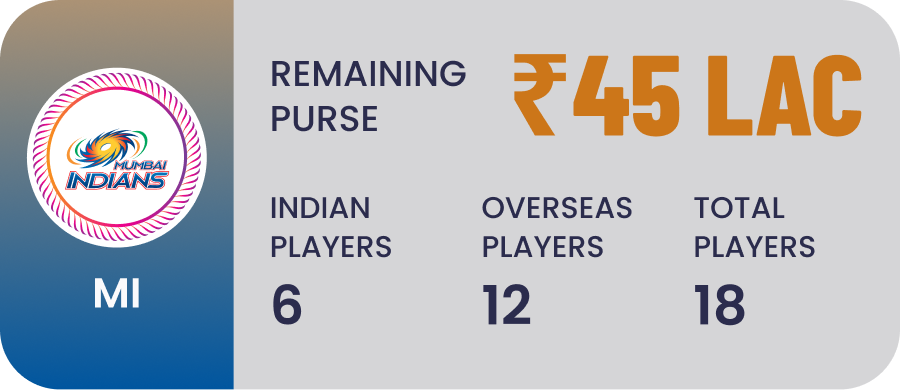 MUMBAI
INDIANS
MI
REMAINING
PURSE
₹45 LAC
INDIAN
PLAYERS
6
OVERSEAS
PLAYERS
12
TOTAL
PLAYERS
18